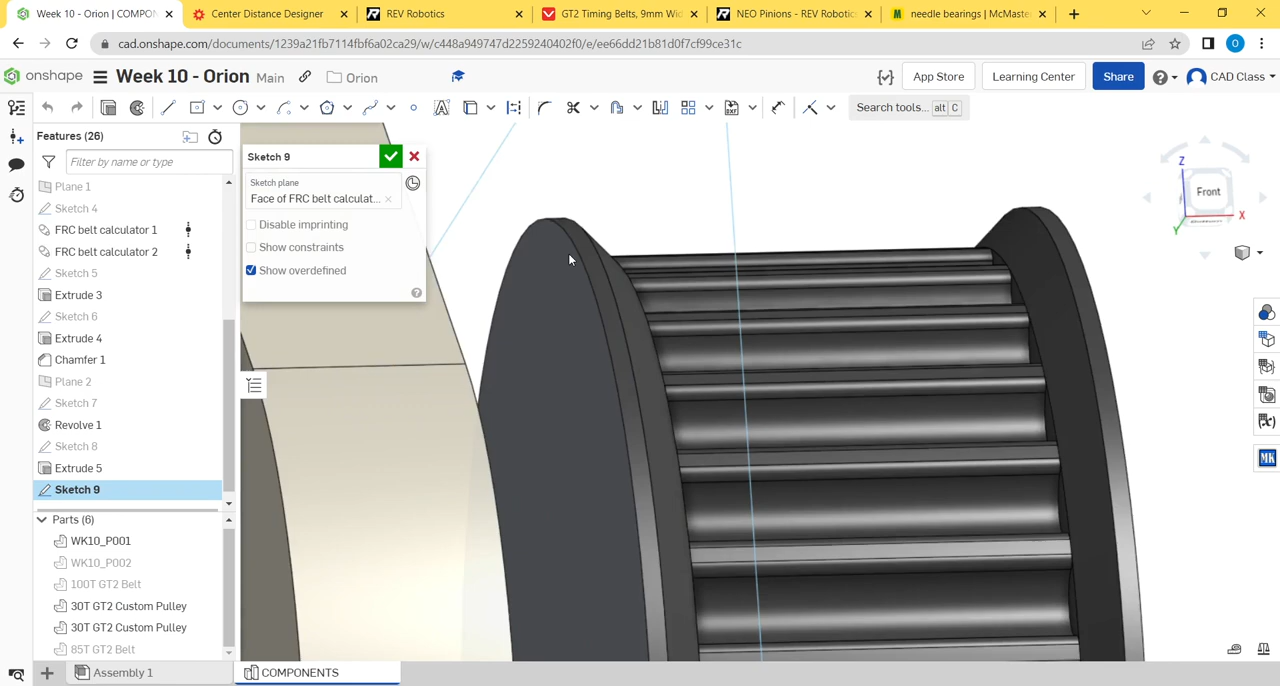 Week 10 - Orion | COMPON
Center Distance Designer
REV Robotics
GT2 Timing Belts, 9mm Wid
NEO Pinions - REV Robotics
needle bearings | McMaste
cad.onshape.com/documents/1239a21fb7114fbf6a02ca29/w/c448a949747d3259240402f0/e/ee66dd21b81d0f7cf99ce31c
onshape Week 10 - Orion Main Orion App Store Learning Center Share CAD Class
Search tools... alt C
Features (26)
Filter by name or type
Plane 1
Sketch 4
FRC belt calculator 1
FRC belt calculator 2
Sketch 5
Extrude 3
Sketch 6
Extrude 4
Chamfer 1
Plane 2
Sketch 7
Revolve 1
Sketch 8
Extrude 5
Sketch 9
Parts (6)
WK10_P001
WK10_P002
100T GT2 Belt
30T GT2 Custom Pulley
30T GT2 Custom Pulley
85T GT2 Belt
Sketch 9
Sketch plane
Face of FRC belt calculat...
Disable imprinting
Show constraints
Show overdefined
Z
Front
X
Y
MK
Assembly 1
COMPONENTS